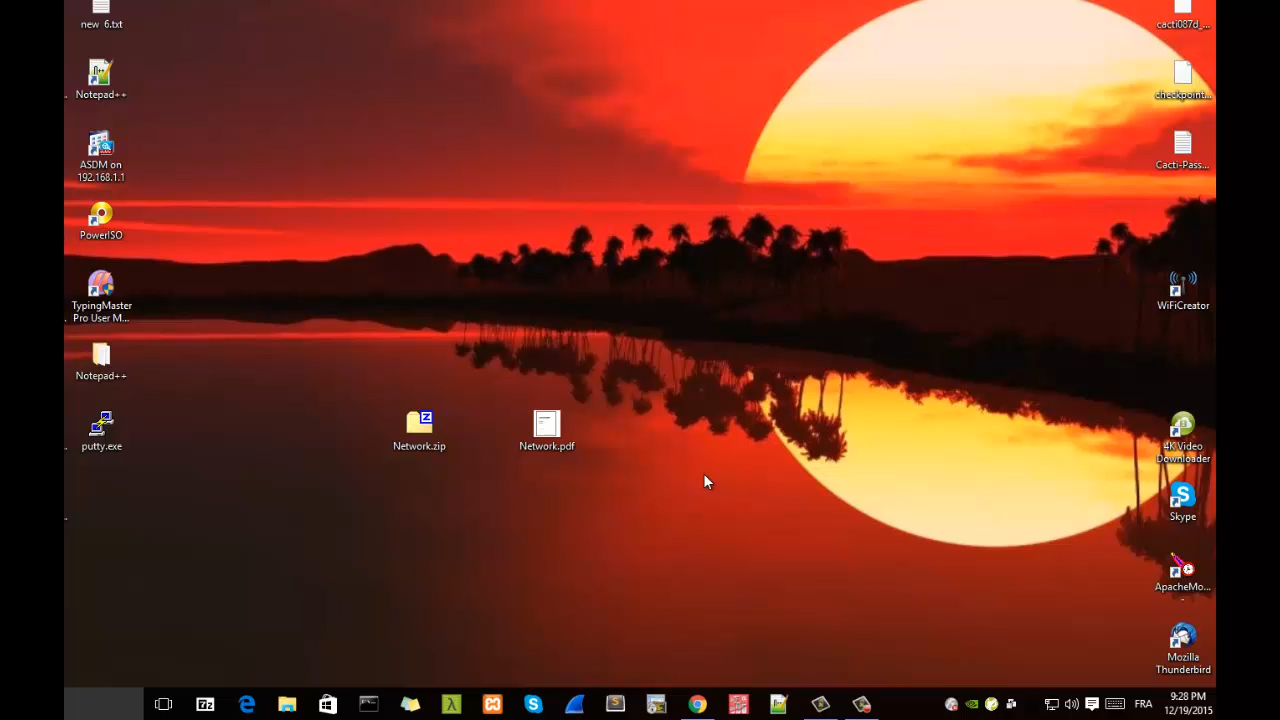 new 6.txt
Notepad++
ASDM on
192.168.1.1
PowerISO
TypingMaster
Pro User M...
Notepad++
putty.exe
Network.zip
Network.pdf
cacti087d_...
checkpoint...
Cacti-Pass...
WiFiCreator
4K Video
Downloader
Skype
ApacheMo...
Mozilla
Thunderbird
FRA
9:28 PM
12/19/2015